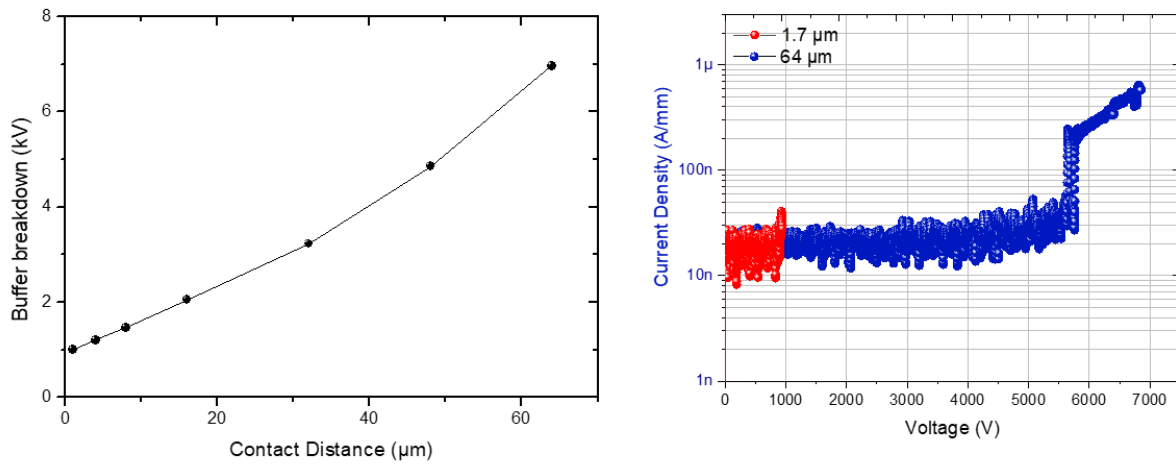 8
6
4
2
0
Buffer breakdown (kV)
0 20 40 60
Contact Distance (µm)
1.7 µm
64 µm
1µ
100n
10n
1n
Current Density (A/mm)
0 1000 2000 3000 4000 5000 6000 7000
Voltage (V)